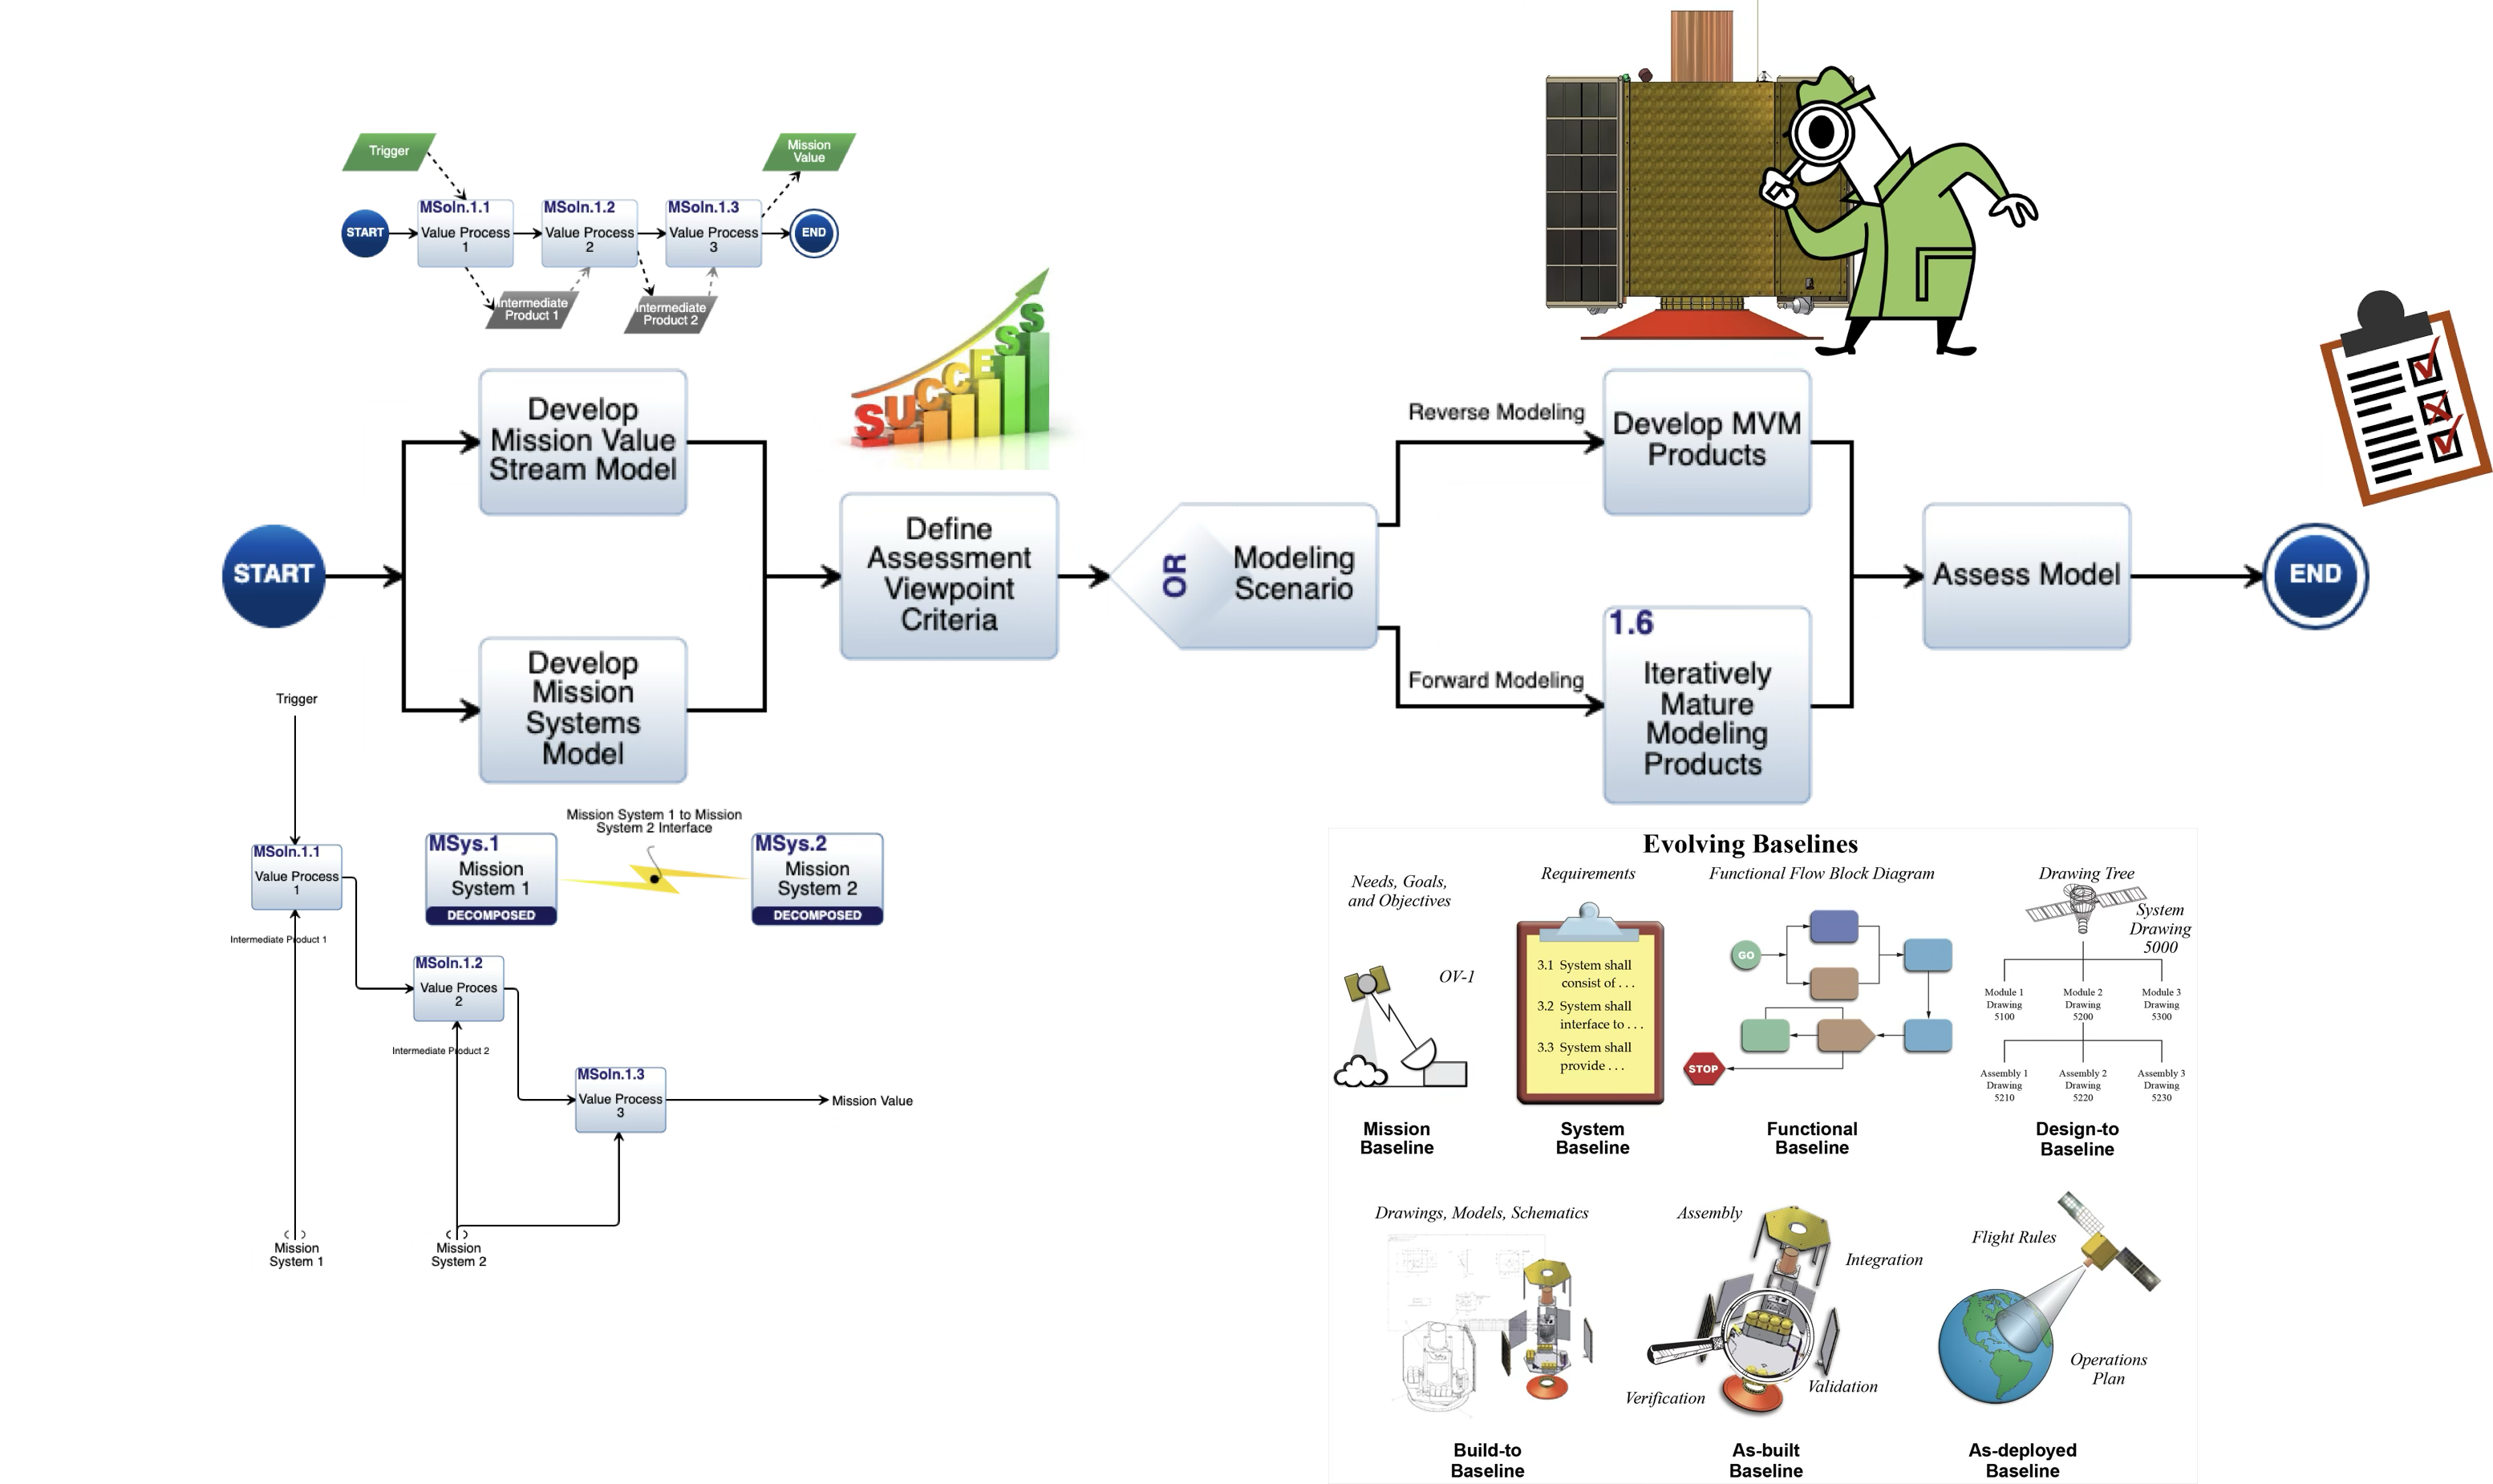 Trigger
Mission
Value
START
MSoln.1.1
Value Process
1
MSoln.1.2
Value Process
2
MSoln.1.3
Value Process
3
END
Intermediate
Product 1
Intermediate
Product 2
SUCCESS
Develop
Mission Value
Stream Model
START
Develop
Mission
Systems
Model
Define
Assessment
Viewpoint
Criteria
OR
Modeling
Scenario
Reverse Modeling
Develop MVM
Products
Forward Modeling
1.6
Iteratively
Mature
Modeling
Products
Assess Model
END
Trigger
MSoln.1.1
Value Process
1
Intermediate Product 1
MSoln.1.2
Value Proces
2
Intermediate Product 2
MSoln.1.3
Value Process
3
Mission Value
Mission
System 1
Mission
System 2
Mission System 1 to Mission
System 2 Interface
MSys.1
Mission
System 1
DECOMPOSED
MSys.2
Mission
System 2
DECOMPOSED
Evolving Baselines
Needs, Goals,
and Objectives
OV-1
Mission
Baseline
Requirements
3.1 System shall
consist of . . .
3.2 System shall
interface to . . .
3.3 System shall
provide . . .
System
Baseline
Functional Flow Block Diagram
GO
STOP
Functional
Baseline
Drawing Tree
System
Drawing
5000
Module 1
Drawing
5100
Module 2
Drawing
5200
Module 3
Drawing
5300
Assembly 1
Drawing
5210
Assembly 2
Drawing
5220
Assembly 3
Drawing
5230
Design-to
Baseline
Drawings, Models, Schematics
Build-to
Baseline
Assembly
Integration
Verification
Validation
As-built
Baseline
Flight Rules
Operations
Plan
As-deployed
Baseline